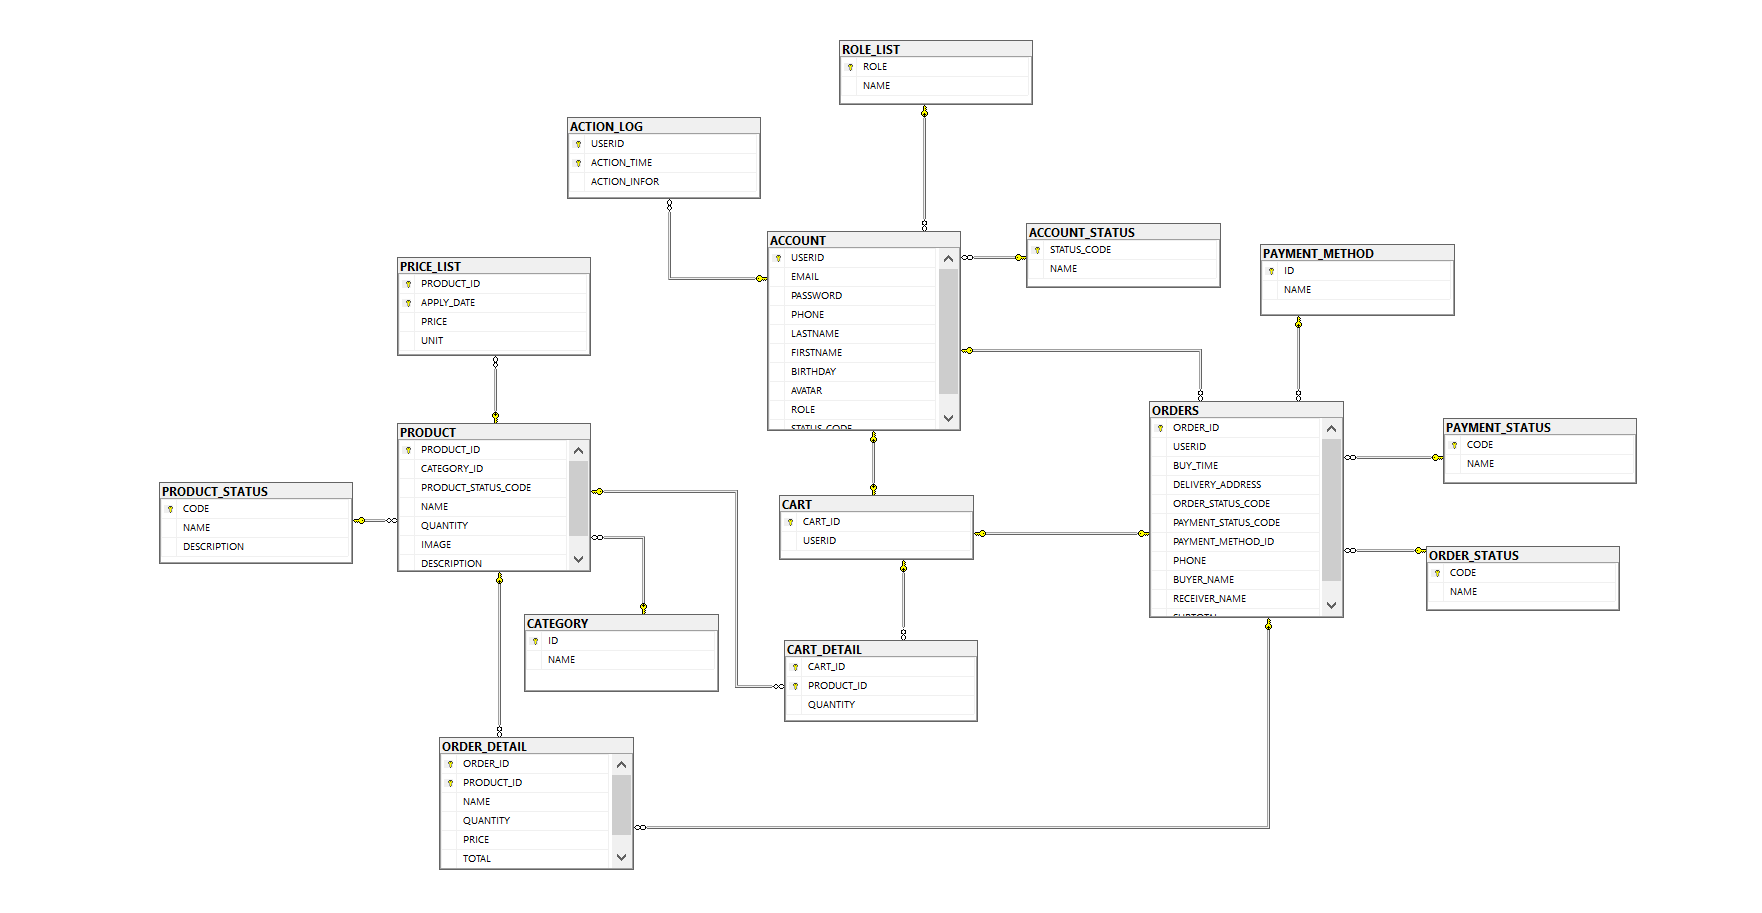 ROLE_LIST
ROLE
NAME
ACTION_LOG
USERID
ACTION_TIME
ACTION_INFOR
ACCOUNT
USERID
EMAIL
PASSWORD
PHONE
LASTNAME
FIRSTNAME
BIRTHDAY
AVATAR
ROLE
STATUS_CODE
ACCOUNT_STATUS
STATUS_CODE
NAME
PAYMENT_METHOD
ID
NAME
PRICE_LIST
PRODUCT_ID
APPLY_DATE
PRICE
UNIT
PRODUCT
PRODUCT_ID
CATEGORY_ID
PRODUCT_STATUS_CODE
NAME
QUANTITY
IMAGE
DESCRIPTION
PRODUCT_STATUS
CODE
NAME
DESCRIPTION
ORDERS
ORDER_ID
USERID
BUY_TIME
DELIVERY_ADDRESS
ORDER_STATUS_CODE
PAYMENT_STATUS_CODE
PAYMENT_METHOD_ID
PHONE
BUYER_NAME
RECEIVER_NAME
SUBTOTAL
PAYMENT_STATUS
CODE
NAME
CART
CART_ID
USERID
ORDER_STATUS
CODE
NAME
CATEGORY
ID
NAME
CART_DETAIL
CART_ID
PRODUCT_ID
QUANTITY
ORDER_DETAIL
ORDER_ID
PRODUCT_ID
NAME
QUANTITY
PRICE
TOTAL